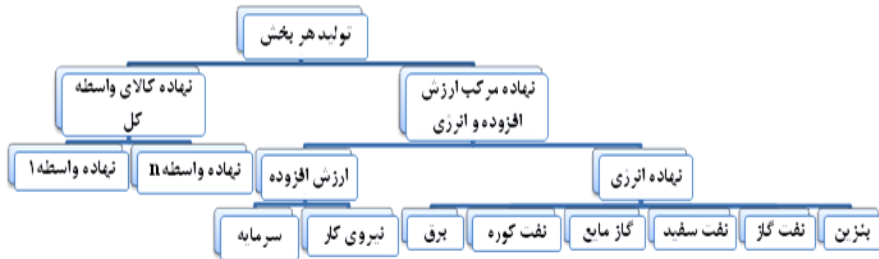 تولید هر بخش
نهاده مرکب ارزش
افزوده و انرژی
نهاده کالای واسطه
کل
نهاده انرژی
ارزش افزوده
نهاده واسطه n
نهاده واسطه ۱
بنزین
نفت گاز
نفت سفید
گاز مایع
نفت کوره
برق
نیروی کار
سرمایه